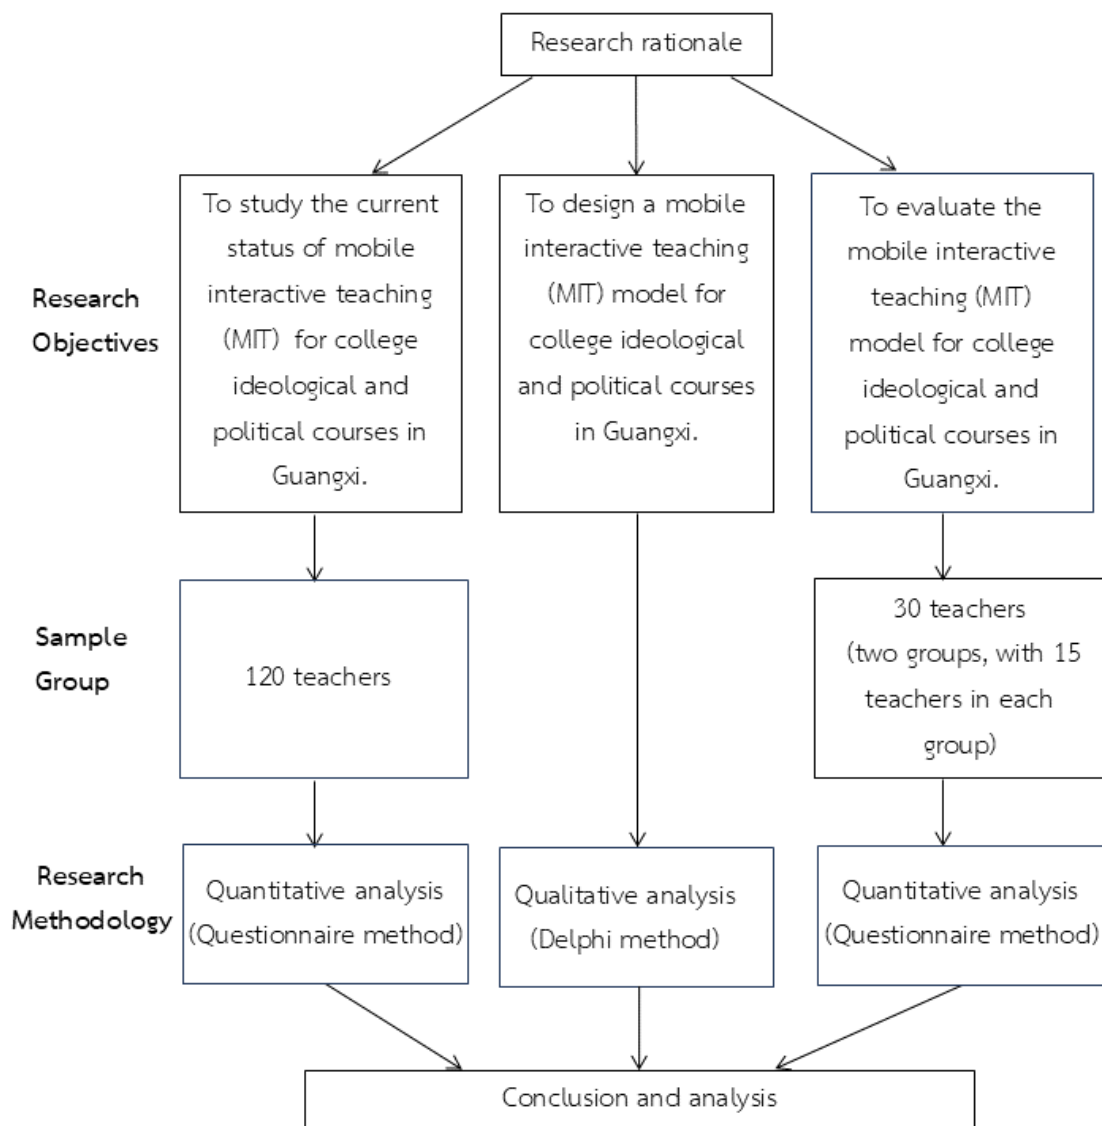 Research rationale
Research
Objectives
To study the current
status of mobile
interactive teaching
(MIT) for college
ideological and
political courses in
Guangxi.
To design a mobile
interactive teaching
(MIT) model for
college ideological
and political courses
in Guangxi.
To evaluate the
mobile interactive
teaching (MIT)
model for college
ideological and
political courses in
Guangxi.
Sample
Group
120 teachers
30 teachers
(two groups, with 15
teachers in each
group)
Research
Methodology
Quantitative analysis
(Questionnaire method)
Qualitative analysis
(Delphi method)
Quantitative analysis
(Questionnaire method)
Conclusion and analysis